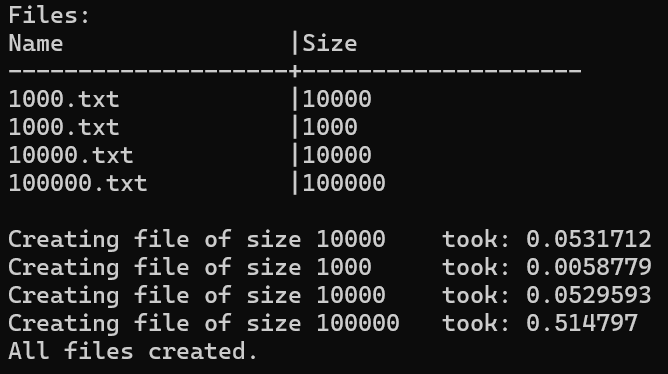 Files:
Name                |Size
--------------------+--------------------
1000.txt            |10000
1000.txt            |1000
10000.txt           |10000
100000.txt          |100000

Creating file of size 10000    took: 0.0531712
Creating file of size 1000     took: 0.0058779
Creating file of size 10000    took: 0.0529593
Creating file of size 100000   took: 0.514797
All files created.